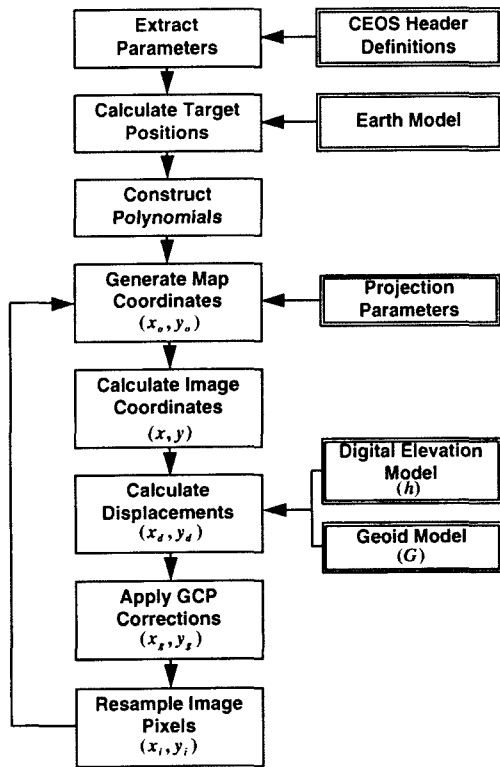 Extract
Parameters
CEOS Header
Definitions
Calculate Target
Positions
Earth Model
Construct
Polynomials
Generate Map
Coordinates
(x_o, y_o)
Projection
Parameters
Calculate Image
Coordinates
(x, y)
Calculate
Displacements
(x_d, y_d)
Digital Elevation
Model
(h)
Geoid Model
(G)
Apply GCP
Corrections
(x_g, y_g)
Resample Image
Pixels
(x_i, y_i)